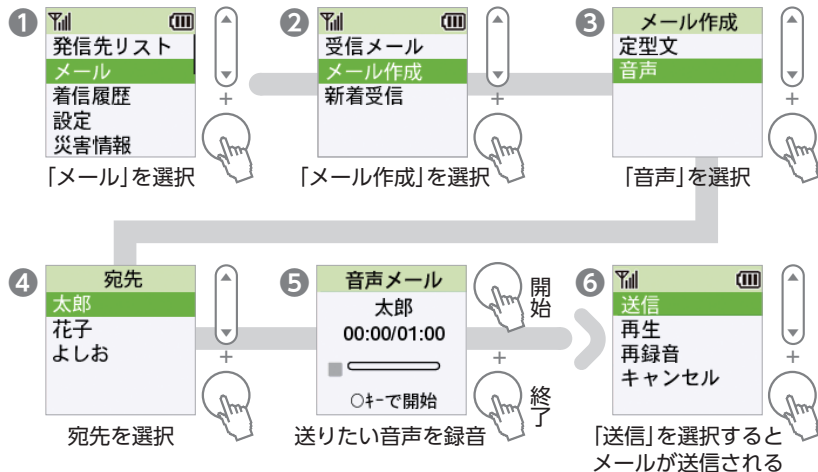 ❶
発信先リスト
メール
着信履歴
設定
災害情報
+
「メール」を選択
❷
受信メール
メール作成
新着受信
+
「メール作成」を選択
❸
メール作成
定型文
音声
+
「音声」を選択
❹
宛先
太郎
花子
よしお
+
宛先を選択
❺
音声メール
太郎
00:00/01:00
○キーで開始
開始
+
終了
送りたい音声を録音
❻
送信
再生
再録音
キャンセル
+
「送信」を選択すると
メールが送信される